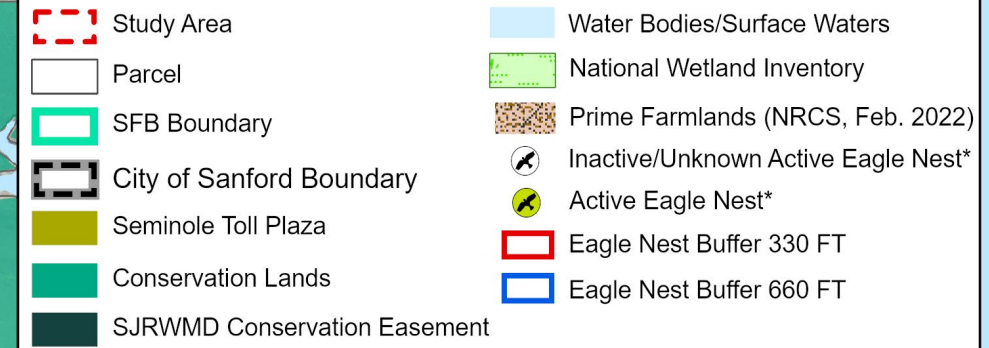 Study Area
Parcel
SFB Boundary
City of Sanford Boundary
Seminole Toll Plaza
Conservation Lands
SJRWMD Conservation Easement
Water Bodies/Surface Waters
National Wetland Inventory
Prime Farmlands (NRCS, Feb. 2022)
Inactive/Unknown Active Eagle Nest*
Active Eagle Nest*
Eagle Nest Buffer 330 FT
Eagle Nest Buffer 660 FT